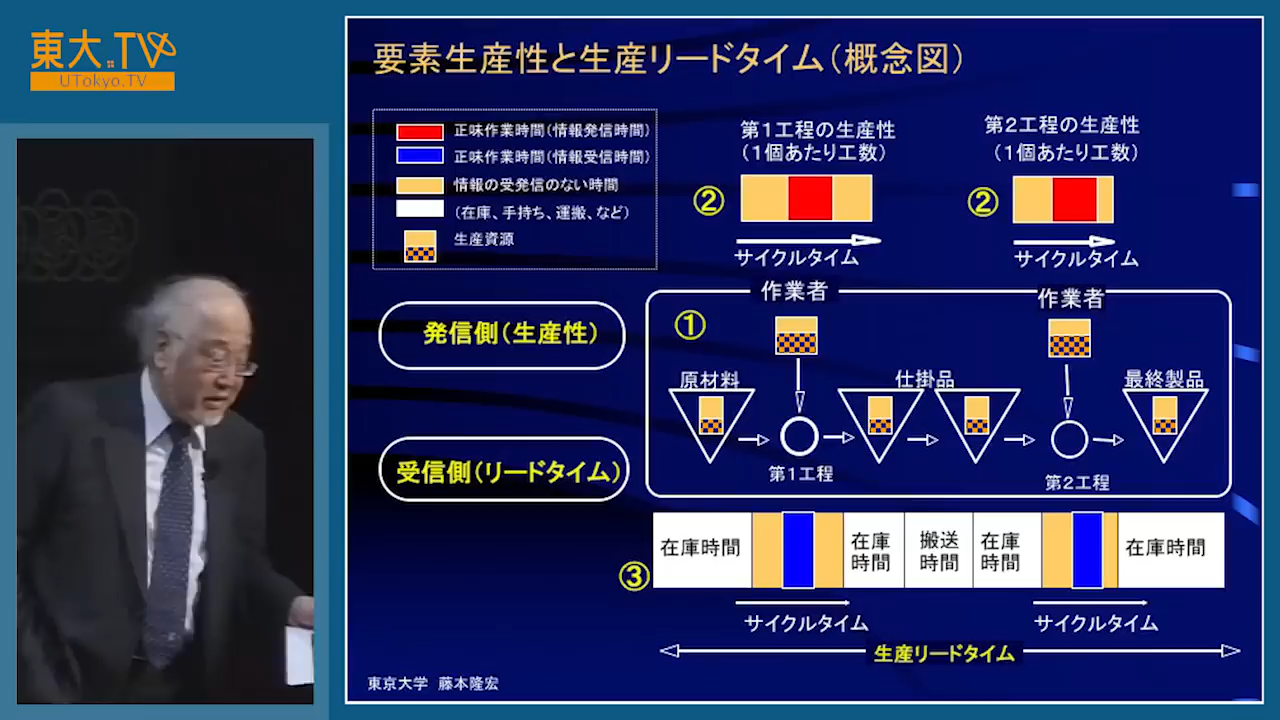 東大.TV
UTokyo.TV
要素生産性と生産リードタイム（概念図）
正味作業時間（情報発信時間）
正味作業時間（情報受信時間）
情報の受発信のない時間
（在庫、手持ち、運搬、など）
生産資源
第１工程の生産性
（１個あたり工数）
②
サイクルタイム
第２工程の生産性
（１個あたり工数）
②
サイクルタイム
発信側（生産性）
受信側（リードタイム）
①
作業者
作業者
原材料
仕掛品
最終製品
第１工程
第２工程
③
在庫時間
在庫
時間
搬送
時間
在庫
時間
在庫時間
サイクルタイム
サイクルタイム
生産リードタイム
東京大学　藤本隆宏